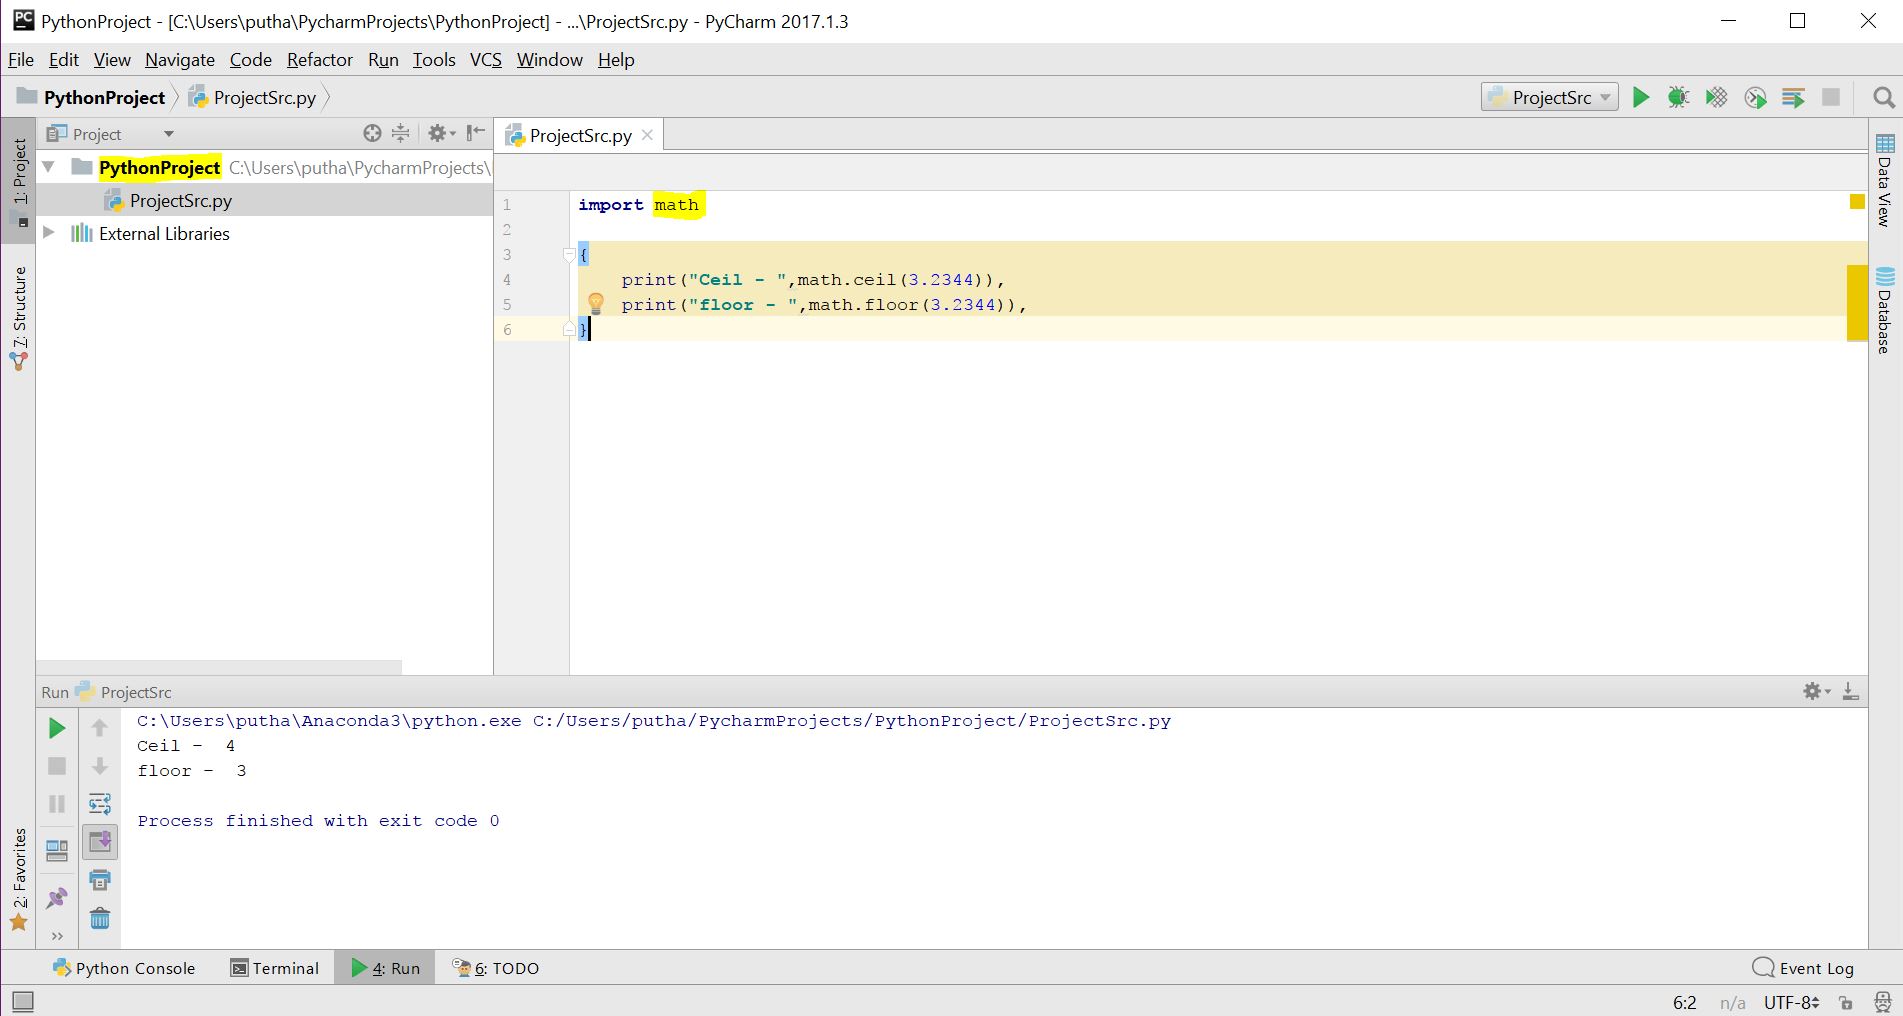 PythonProject - [C:\Users\putha\PycharmProjects\PythonProject] - ...\ProjectSrc.py - PyCharm 2017.1.3
File Edit View Navigate Code Refactor Run Tools VCS Window Help
PythonProject ProjectSrc.py
ProjectSrc
1: Project
7: Structure
2: Favorites
Project
PythonProject C:\Users\putha\PycharmProjects\
ProjectSrc.py
External Libraries
ProjectSrc.py
1 import math
2
3 {
4     print("Ceil - ",math.ceil(3.2344)),
5     print("floor - ",math.floor(3.2344)),
6 }
Data View
Database
Run ProjectSrc
C:\Users\putha\Anaconda3\python.exe C:/Users/putha/PycharmProjects/PythonProject/ProjectSrc.py
Ceil -  4
floor -  3
Process finished with exit code 0
Python Console Terminal 4: Run 6: TODO Event Log
6:2 n/a UTF-8